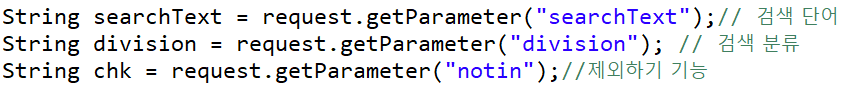 String searchText = request.getParameter("searchText");// 검색 단어
String division = request.getParameter("division"); // 검색 분류
String chk = request.getParameter("notin");//제외하기 기능